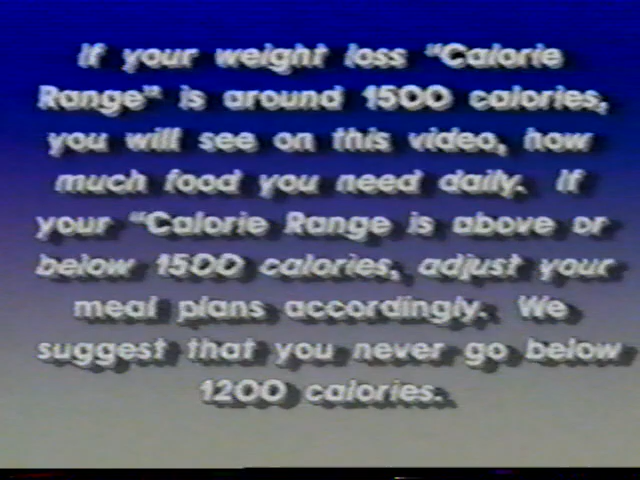 If your weight loss "Calorie
Range" is around 1500 calories,
you will see on this video, how
much food you need daily. If
your "Calorie Range is above or
below 1500 calories, adjust your
meal plans accordingly. We
suggest that you never go below
1200 calories.